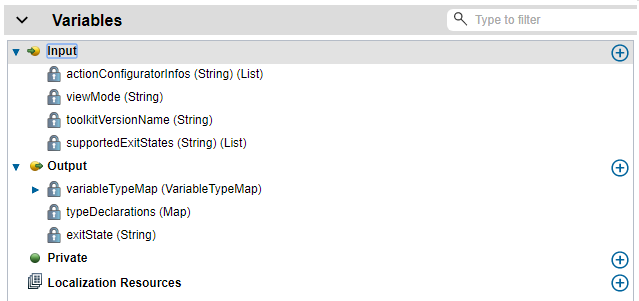 Variables
Type to filter
Input
actionConfiguratorInfos (String) (List)
viewMode (String)
toolkitVersionName (String)
supportedExitStates (String) (List)
Output
variableTypeMap (VariableTypeMap)
typeDeclarations (Map)
exitState (String)
Private
Localization Resources